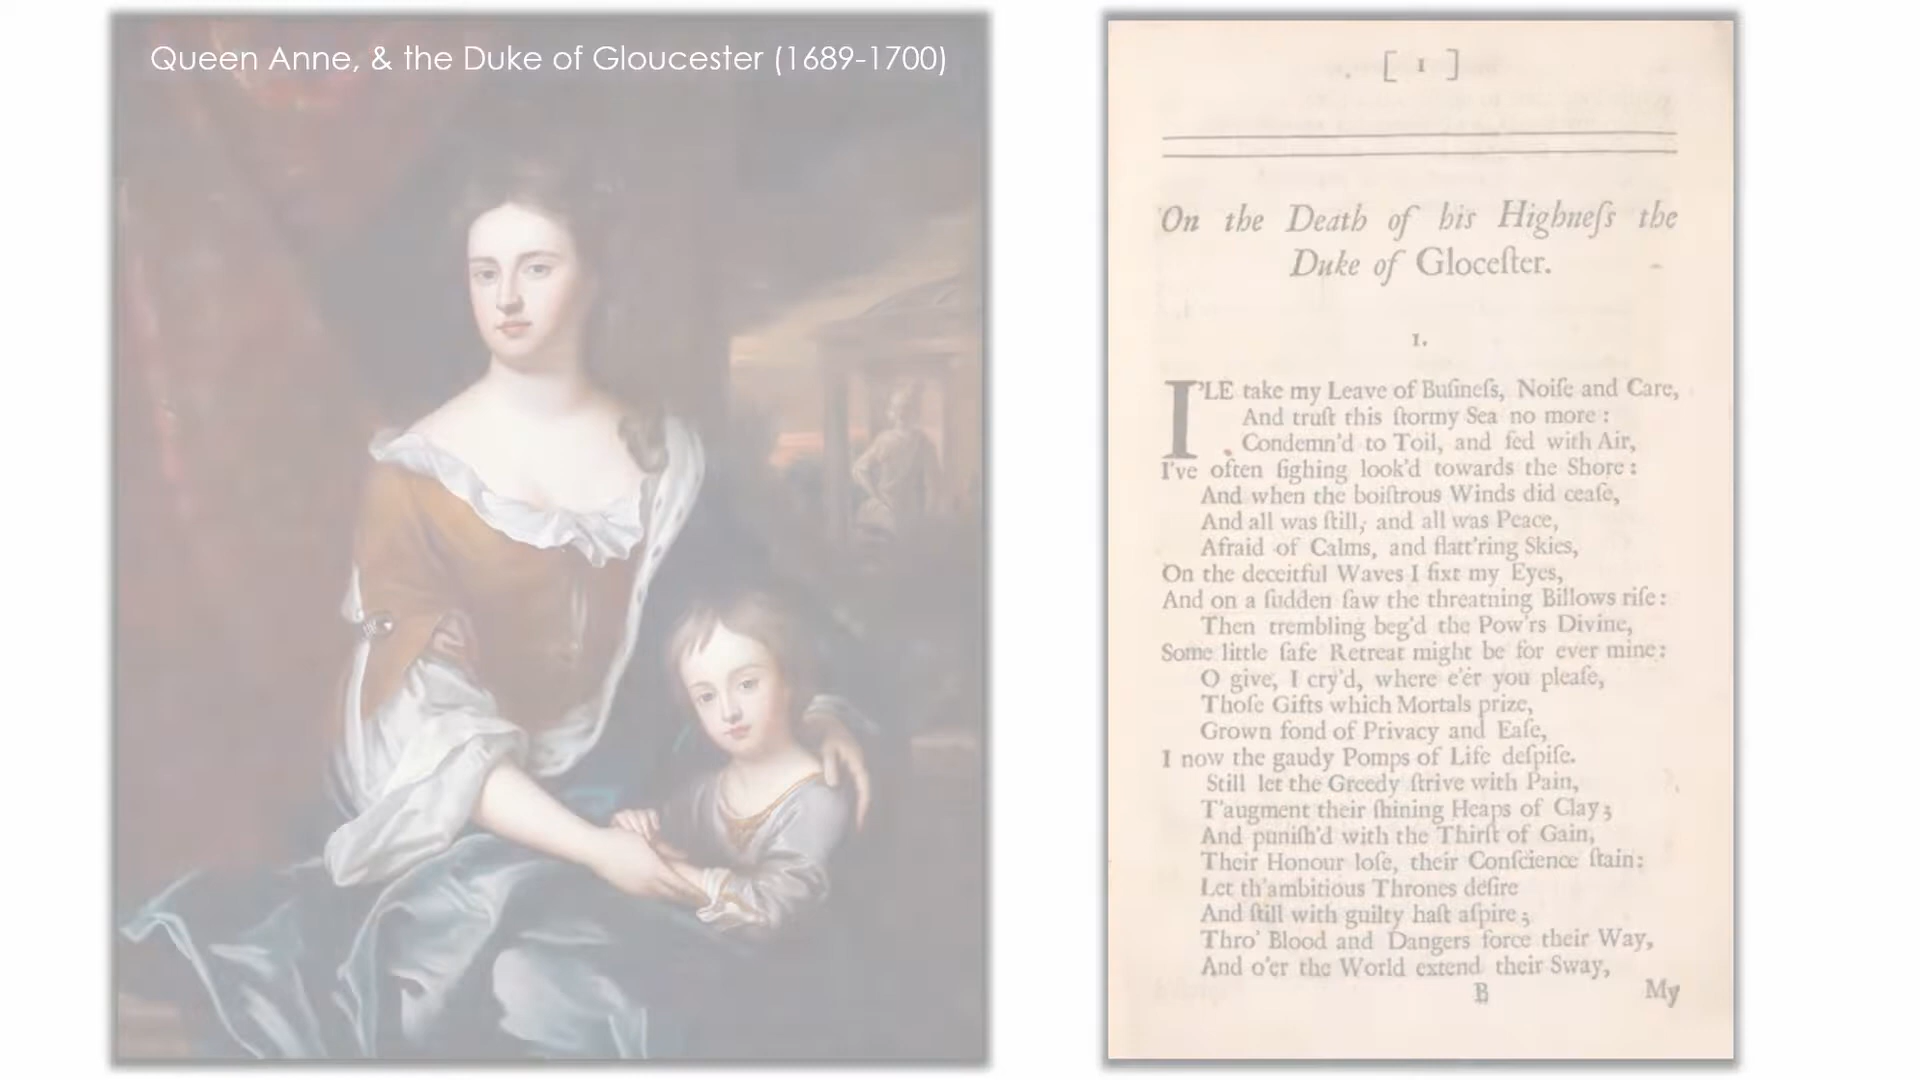 Queen Anne, & the Duke of Gloucester (1689-1700)
[ 1 ]
On the Death of his Highneſs the
Duke of Gloceſter.
I.
I'LE take my Leave of Buſineſs, Noiſe and Care,
And truſt this ſtormy Sea no more :
Condemn'd to Toil, and fed with Air,
I've often ſighing look'd towards the Shore :
And when the boiſtrous Winds did ceaſe,
And all was ſtill, and all was Peace,
Afraid of Calms, and flatt'ring Skies,
On the deceitful Waves I fixt my Eyes,
And on a ſudden ſaw the threatning Billows riſe :
Then trembling beg'd the Pow'rs Divine,
Some little ſafe Retreat might be for ever mine :
O give, I cry'd, where e'er you pleaſe,
Thoſe Gifts which Mortals prize,
Grown fond of Privacy and Eaſe,
I now the gaudy Pomps of Life deſpiſe.
Still let the Greedy ſtrive with Pain,
T'augment their ſhining Heaps of Clay ;
And puniſh'd with the Thirſt of Gain,
Their Honour loſe, their Conſcience ſtain :
Let th'ambitious Thrones deſire
And ſtill with guilty haſt aſpire ;
Thro' Blood and Dangers force their Way,
And o'er the World extend their Sway,
B My